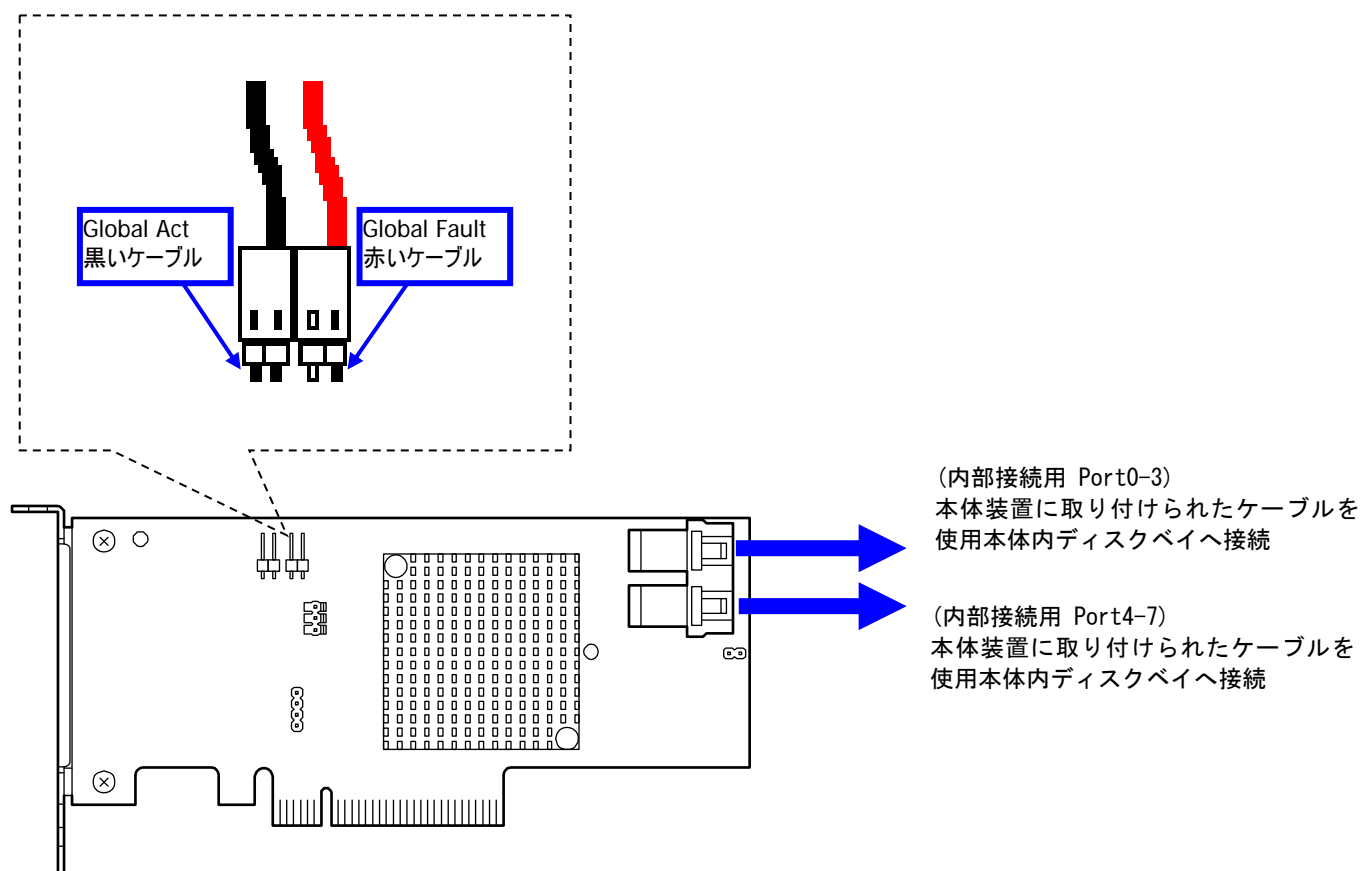 Global Act
黒いケーブル
Global Fault
赤いケーブル
(内部接続用 Port0-3)
本体装置に取り付けられたケーブルを
使用本体内ディスクベイへ接続
(内部接続用 Port4-7)
本体装置に取り付けられたケーブルを
使用本体内ディスクベイへ接続